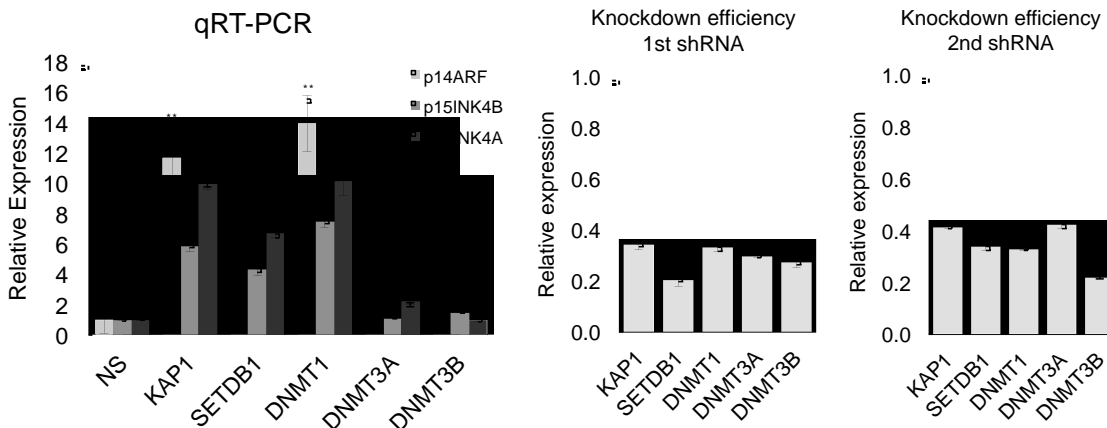 qRT-PCR
Relative Expression
18
16
14
12
10
8
6
4
2
0
**
**
p14ARF
p15INK4B
NK4A
NS
KAP1
SETDB1
DNMT1
DNMT3A
DNMT3B
Knockdown efficiency
1st shRNA
Relative expression
1.0
0.8
0.6
0.4
0.2
0.0
KAP1
SETDB1
DNMT1
DNMT3A
DNMT3B
Knockdown efficiency
2nd shRNA
Relative expression
1.0
0.8
0.6
0.4
0.2
0.0
KAP1
SETDB1
DNMT1
DNMT3A
DNMT3B